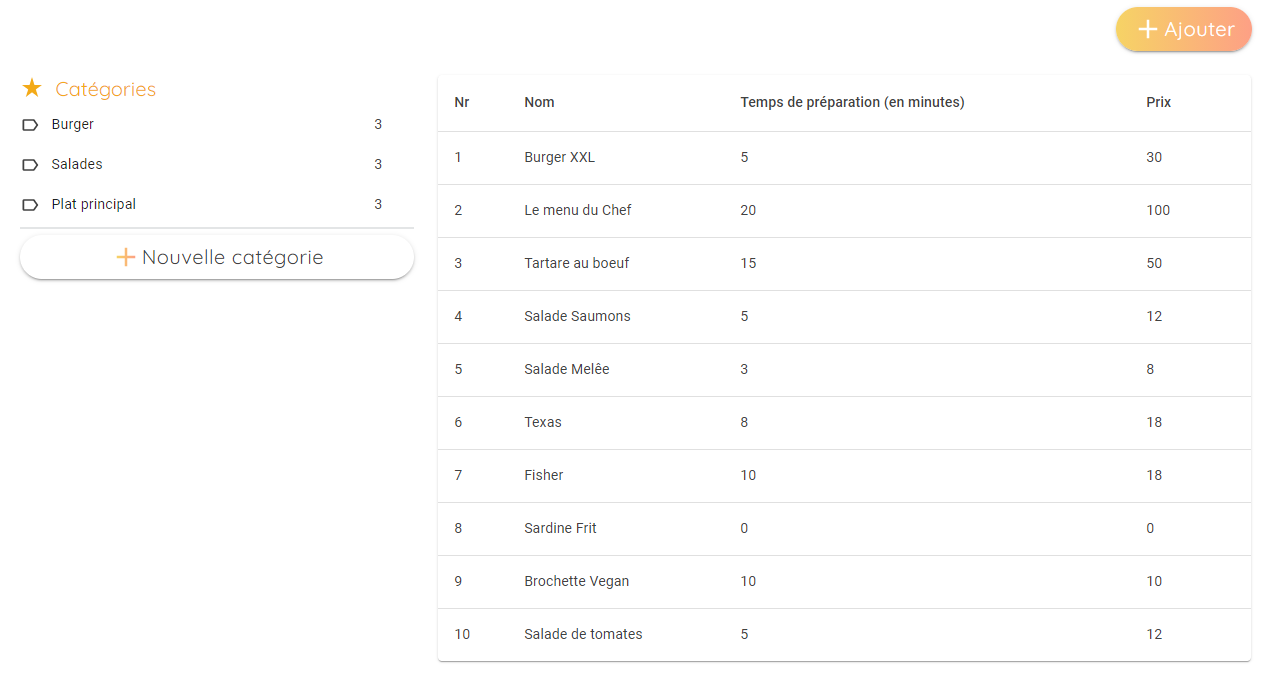 Ajouter
Catégories
Burger 3
Salades 3
Plat principal 3
Nouvelle catégorie
Nr Nom Temps de préparation (en minutes) Prix
1 Burger XXL 5 30
2 Le menu du Chef 20 100
3 Tartare au boeuf 15 50
4 Salade Saumons 5 12
5 Salade Melêe 3 8
6 Texas 8 18
7 Fisher 10 18
8 Sardine Frit 0 0
9 Brochette Vegan 10 10
10 Salade de tomates 5 12